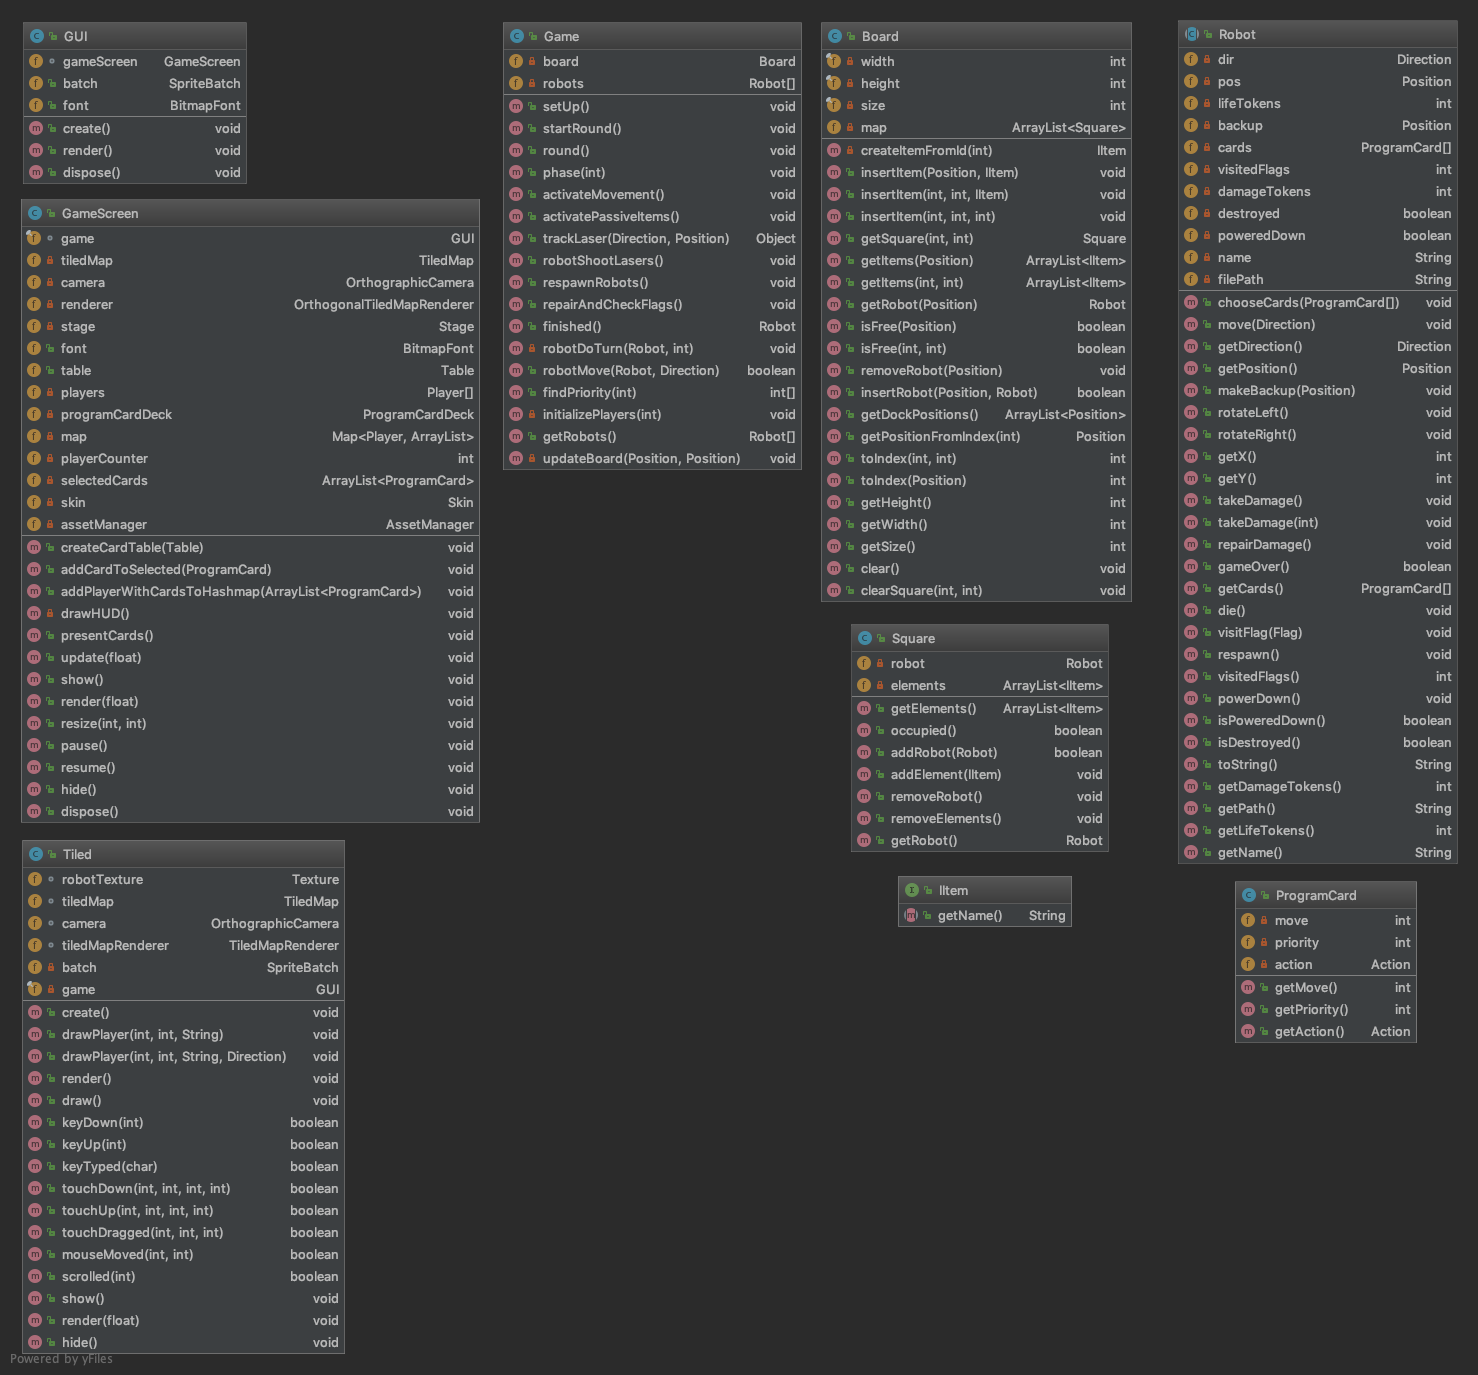 GUI
gameScreen GameScreen
batch SpriteBatch
font BitmapFont
create() void
render() void
dispose() void
GameScreen
game GUI
tiledMap TiledMap
camera OrthographicCamera
renderer OrthogonalTiledMapRenderer
stage Stage
font BitmapFont
table Table
players Player[]
programCardDeck ProgramCardDeck
map Map<Player, ArrayList>
playerCounter int
selectedCards ArrayList<ProgramCard>
skin Skin
assetManager AssetManager
createCardTable(Table) void
addCardToSelected(ProgramCard) void
addPlayerWithCardsToHashmap(ArrayList<ProgramCard>) void
drawHUD() void
presentCards() void
update(float) void
show() void
render(float) void
resize(int, int) void
pause() void
resume() void
hide() void
dispose() void
Tiled
robotTexture Texture
tiledMap TiledMap
camera OrthographicCamera
tiledMapRenderer TiledMapRenderer
batch SpriteBatch
game GUI
create() void
drawPlayer(int, int, String) void
drawPlayer(int, int, String, Direction) void
render() void
draw() void
keyDown(int) boolean
keyUp(int) boolean
keyTyped(char) boolean
touchDown(int, int, int, int) boolean
touchUp(int, int, int, int) boolean
touchDragged(int, int, int) boolean
mouseMoved(int, int) boolean
scrolled(int) boolean
show() void
render(float) void
hide() void
Powered by yFiles
Game
board Board
robots Robot[]
setUp() void
startRound() void
round() void
phase(int) void
activateMovement() void
activatePassiveItems() void
trackLaser(Direction, Position) Object
robotShootLasers() void
respawnRobots() void
repairAndCheckFlags() void
finished() Robot
robotDoTurn(Robot, int) void
robotMove(Robot, Direction) boolean
findPriority(int) int[]
initializePlayers(int) void
getRobots() Robot[]
updateBoard(Position, Position) void
Board
width int
height int
size int
map ArrayList<Square>
createItemFromId(int) IItem
insertItem(Position, IItem) void
insertItem(int, int, IItem) void
insertItem(int, int, int) void
getSquare(int, int) Square
getItems(Position) ArrayList<IItem>
getItems(int, int) ArrayList<IItem>
getRobot(Position) Robot
isFree(Position) boolean
isFree(int, int) boolean
removeRobot(Position) void
insertRobot(Position, Robot) boolean
getDockPositions() ArrayList<Position>
getPositionFromIndex(int) Position
toIndex(int, int) int
toIndex(Position) int
getHeight() int
getWidth() int
getSize() int
clear() void
clearSquare(int, int) void
Square
robot Robot
elements ArrayList<IItem>
getElements() ArrayList<IItem>
occupied() boolean
addRobot(Robot) boolean
addElement(IItem) void
removeRobot() void
removeElements() void
getRobot() Robot
IItem
getName() String
Robot
dir Direction
pos Position
lifeTokens int
backup Position
cards ProgramCard[]
visitedFlags int
damageTokens int
destroyed boolean
poweredDown boolean
name String
filePath String
chooseCards(ProgramCard[]) void
move(Direction) void
getDirection() Direction
getPosition() Position
makeBackup(Position) void
rotateLeft() void
rotateRight() void
getX() int
getY() int
takeDamage() void
takeDamage(int) void
repairDamage() void
gameOver() boolean
getCards() ProgramCard[]
die() void
visitFlag(Flag) void
respawn() void
visitedFlags() int
powerDown() void
isPoweredDown() boolean
isDestroyed() boolean
toString() String
getDamageTokens() int
getPath() String
getLifeTokens() int
getName() String
ProgramCard
move int
priority int
action Action
getMove() int
getPriority() int
getAction() Action